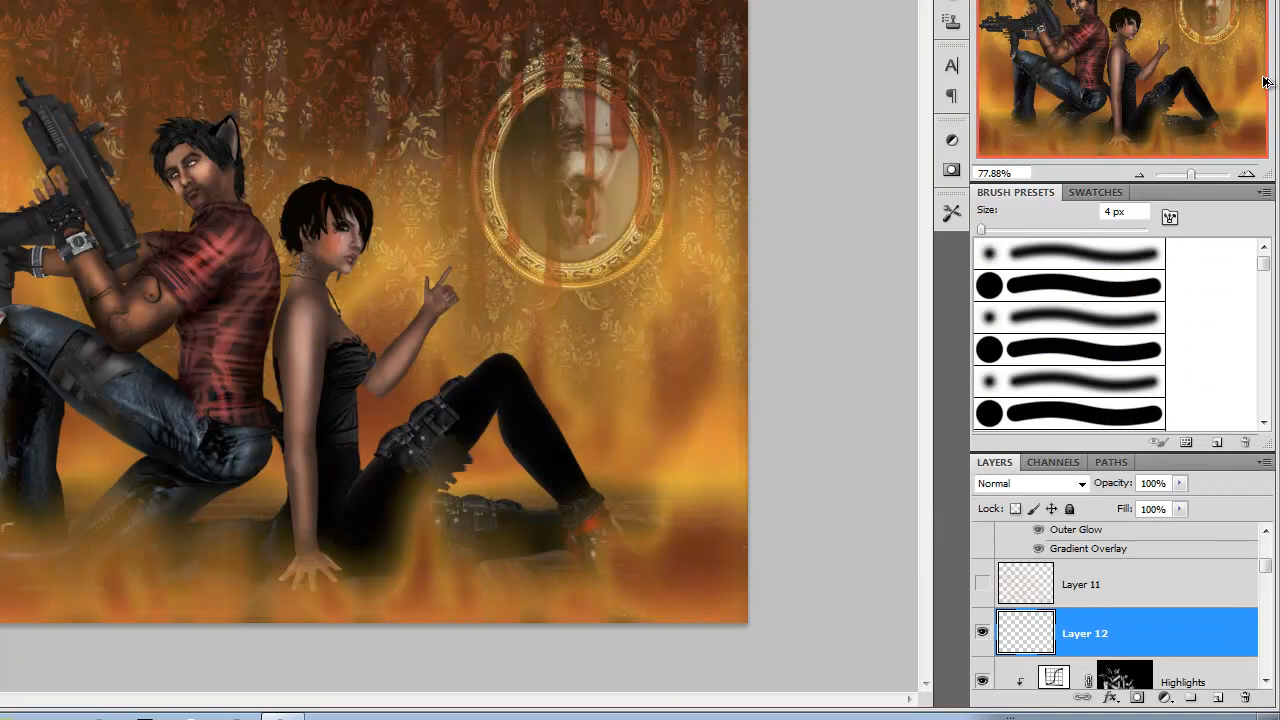 A
77.88%
BRUSH PRESETS SWATCHES
Size: 4 px
LAYERS CHANNELS PATHS
Normal Opacity: 100%
Lock: Fill: 100%
Outer Glow
Gradient Overlay
Layer 11
Layer 12
Highlights
fx